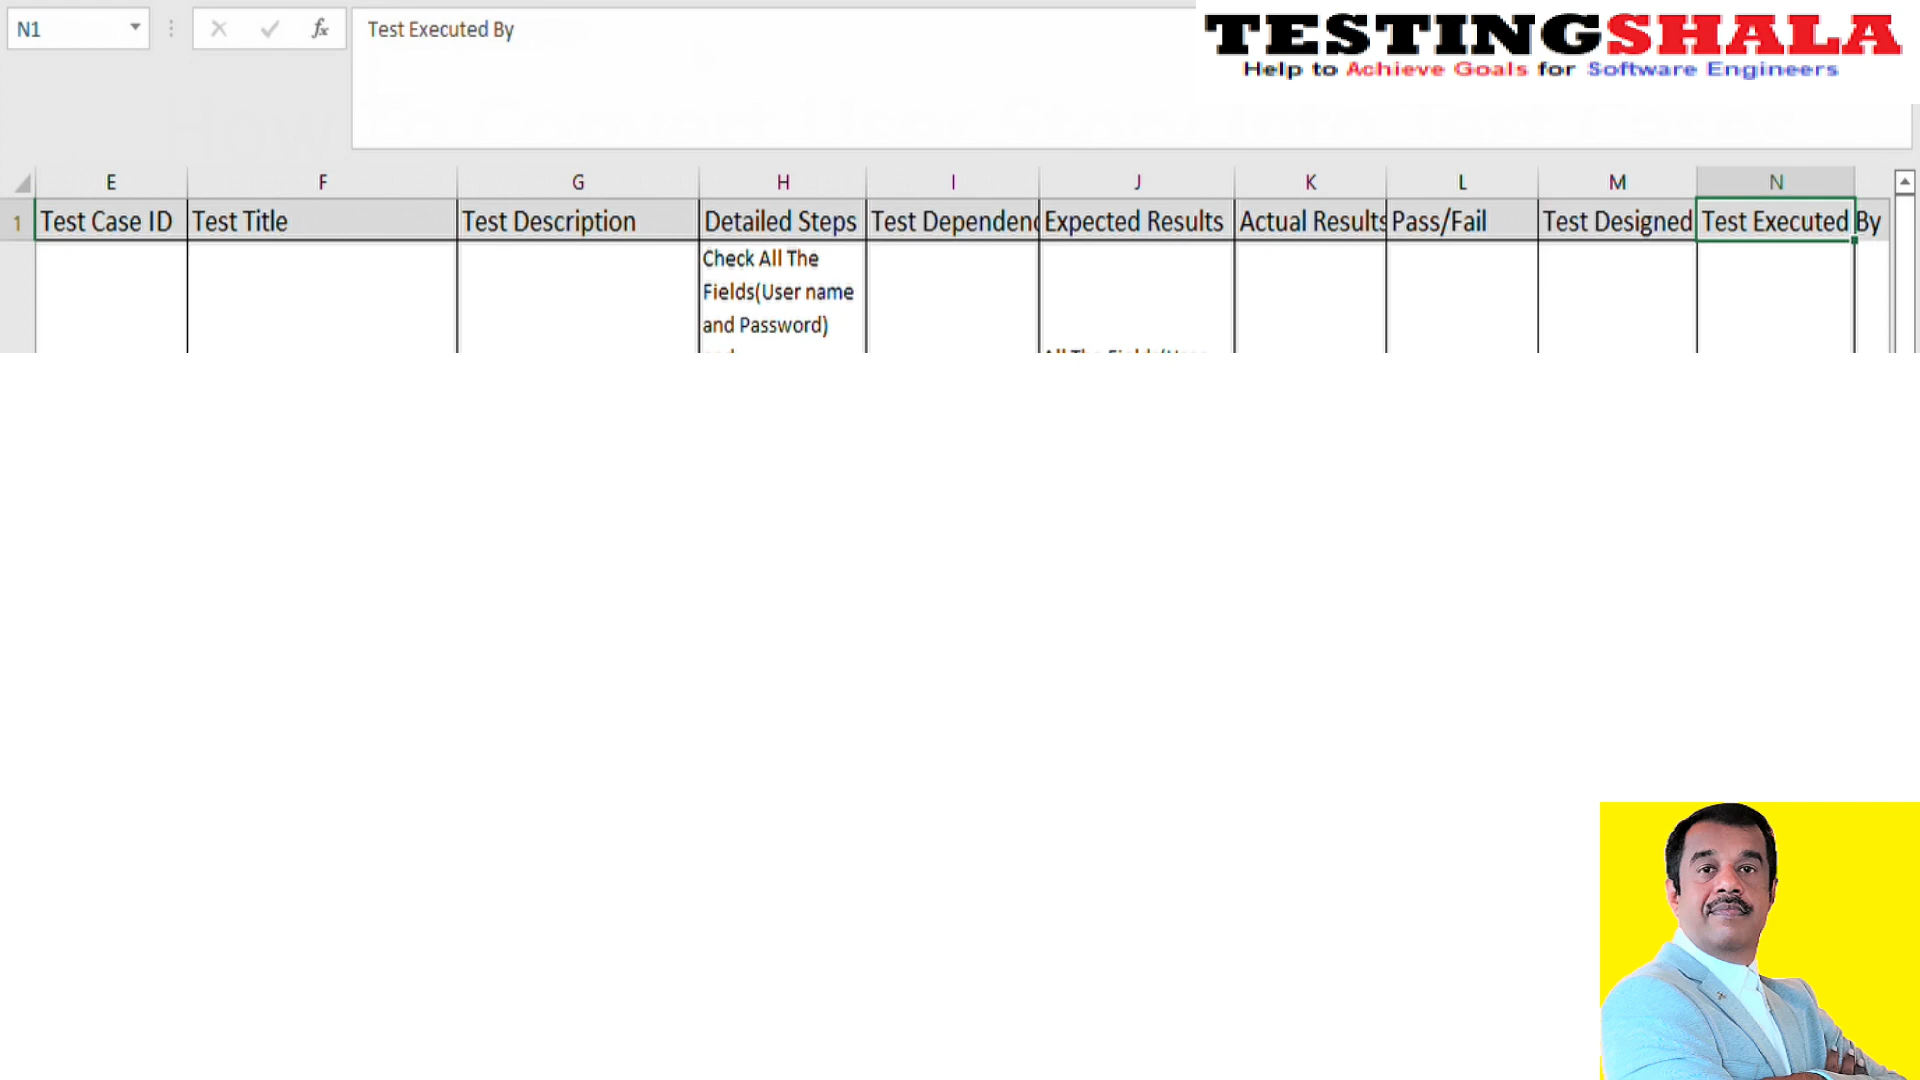 N1
fx
Test Executed By
TESTINGSHALA
Help to Achieve Goals for Software Engineers
E F G H I J K L M N
1 Test Case ID Test Title Test Description Detailed Steps Test Dependenc Expected Results Actual Results Pass/Fail Test Designed Test Executed By
Check All The
Fields(User name
and Password)